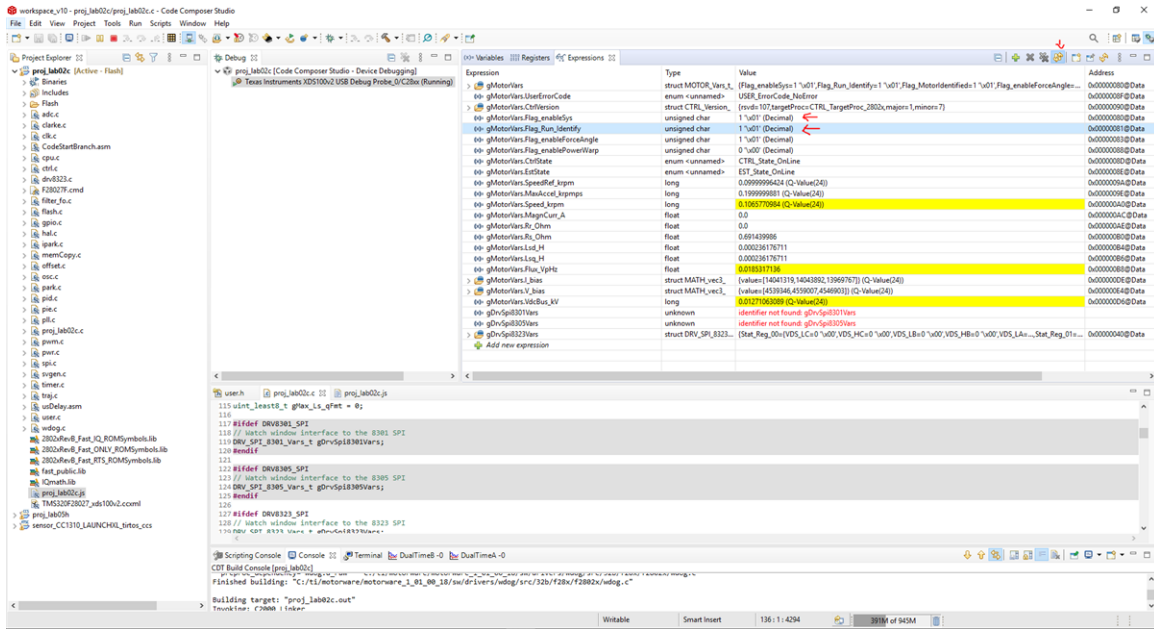 workspace_v10 - proj_lab02c/proj_lab02c.c - Code Composer Studio
File Edit View Project Tools Run Scripts Window Help
Project Explorer
proj_lab02c [Active - Flash]
Binaries
Includes
Flash
adc.c
clarke.c
clk.c
CodeStartBranch.asm
cpu.c
ctrl.c
drv8323.c
F28027F.cmd
filter_fo.c
flash.c
gpio.c
hal.c
ipark.c
memCopy.c
offset.c
osc.c
park.c
pid.c
pie.c
pll.c
proj_lab02c.c
pwm.c
pwr.c
spi.c
svgen.c
timer.c
traj.c
usDelay.asm
user.c
wdog.c
2802xRevB_Fast_IQ_ROMSymbols.lib
2802xRevB_Fast_ONLY_ROMSymbols.lib
2802xRevB_Fast_RTS_ROMSymbols.lib
fast_public.lib
IQmath.lib
proj_lab02c.js
TMS320F28027_xds100v2.ccxml
proj_lab05h
sensor_CC1310_LAUNCHXL_tirtos_ccs
Debug
proj_lab02c [Code Composer Studio - Device Debugging]
Texas Instruments XDS100v2 USB Debug Probe_0/C28xx (Running)
Variables Registers Expressions
Expression Type Value Address
gMotorVars struct MOTOR_Vars_t_ {Flag_enableSys=1 '\x01',Flag_Run_Identify=1 '\x01',Flag_MotorIdentified=1 '\x01',Flag_enableForceAngle=... 0x00000080@Data
gMotorVars.UserErrorCode enum <unnamed> USER_ErrorCode_NoError 0x0000008F@Data
gMotorVars.CtrlVersion struct CTRL_Version_ {rsvd=107,targetProc=CTRL_TargetProc_2802x,major=1,minor=7} 0x00000090@Data
gMotorVars.Flag_enableSys unsigned char 1 '\x01' (Decimal) 0x00000080@Data
gMotorVars.Flag_Run_Identify unsigned char 1 '\x01' (Decimal) 0x00000081@Data
gMotorVars.Flag_enableForceAngle unsigned char 1 '\x01' (Decimal) 0x00000083@Data
gMotorVars.Flag_enablePowerWarp unsigned char 0 '\x00' (Decimal) 0x00000088@Data
gMotorVars.CtrlState enum <unnamed> CTRL_State_OnLine 0x0000008D@Data
gMotorVars.EstState enum <unnamed> EST_State_OnLine 0x0000008E@Data
gMotorVars.SpeedRef_krpm long 0.09999996424 (Q-Value(24)) 0x0000009A@Data
gMotorVars.MaxAccel_krpmps long 0.1999999881 (Q-Value(24)) 0x0000009E@Data
gMotorVars.Speed_krpm long 0.1065770984 (Q-Value(24)) 0x000000A0@Data
gMotorVars.MagnCurr_A float 0.0 0x000000AC@Data
gMotorVars.Rr_Ohm float 0.0 0x000000AE@Data
gMotorVars.Rs_Ohm float 0.691439986 0x000000B0@Data
gMotorVars.Lsd_H float 0.000236176711 0x000000B4@Data
gMotorVars.Lsq_H float 0.000236176711 0x000000B6@Data
gMotorVars.Flux_VpHz float 0.0185317136 0x000000B8@Data
gMotorVars.I_bias struct MATH_vec3_ {value=[14041319,14043892,13969767]} (Q-Value(24)) 0x000000DE@Data
gMotorVars.V_bias struct MATH_vec3_ {value=[4539346,4559007,4546903]} (Q-Value(24)) 0x000000E4@Data
gMotorVars.VdcBus_kV long 0.01271063089 (Q-Value(24)) 0x000000D6@Data
gDrvSpi8301Vars unknown identifier not found: gDrvSpi8301Vars
gDrvSpi8305Vars unknown identifier not found: gDrvSpi8305Vars
gDrvSpi8323Vars struct DRV_SPI_8323... {Stat_Reg_00={VDS_LC=0 '\x00',VDS_HC=0 '\x00',VDS_LB=0 '\x00',VDS_HB=0 '\x00',VDS_LA=...,Stat_Reg_01=... 0x00000040@Data
Add new expression
user.h proj_lab02c.c proj_lab02c.js
115 uint_least8_t gMax_Ls_qFmt = 0;
116
117 #ifdef DRV8301_SPI
118 // Watch window interface to the 8301 SPI
119 DRV_SPI_8301_Vars_t gDrvSpi8301Vars;
120 #endif
121
122 #ifdef DRV8305_SPI
123 // Watch window interface to the 8305 SPI
124 DRV_SPI_8305_Vars_t gDrvSpi8305Vars;
125 #endif
126
127 #ifdef DRV8323_SPI
128 // Watch window interface to the 8323 SPI
129 DRV_SPI_8323_Vars_t gDrvSpi8323Vars;
Scripting Console Console Terminal DualTimeB -0 DualTimeA -0
CDT Build Console [proj_lab02c]
Finished building: "C:/ti/motorware/motorware_1_01_00_18/sw/drivers/wdog/src/32b/f28x/f2802x/wdog.c"
Building target: "proj_lab02c.out"
Invoking: C2000 Linker
Writable Smart Insert 136 : 1 : 4294 391M of 945M